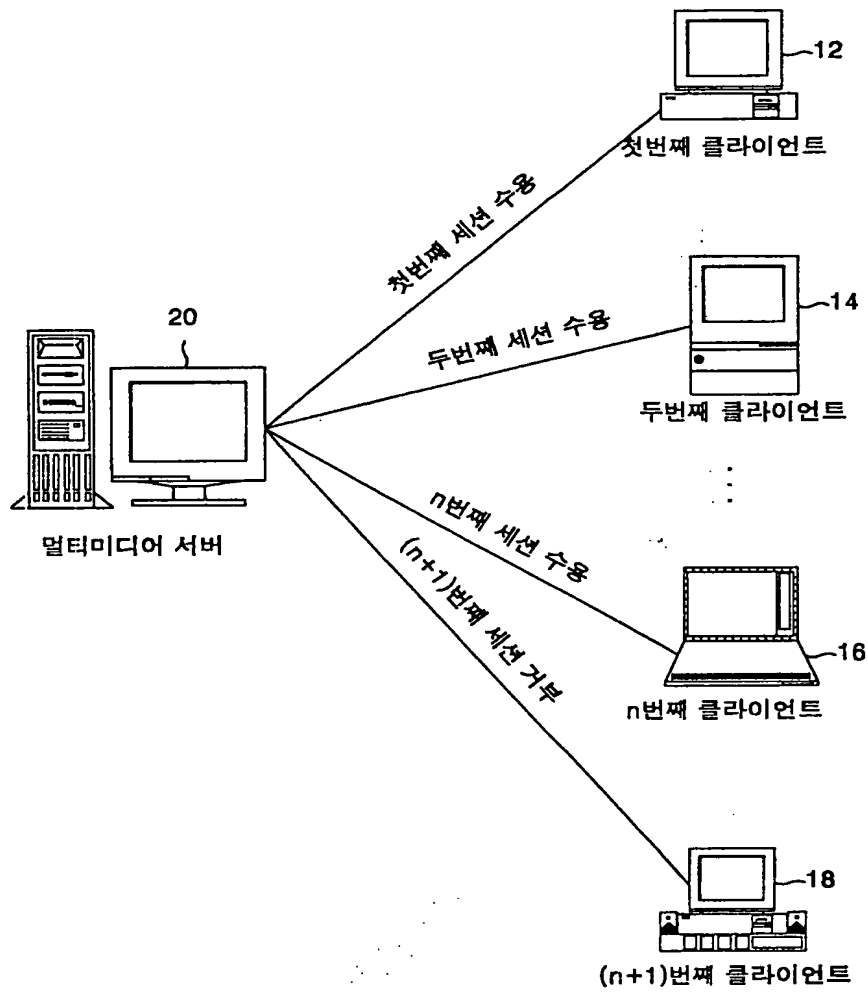 12
첫번째 클라이언트
첫번째 세션 수용
14
두번째 세션 수용
두번째 클라이언트
20
멀티미디어 서버
n번째 세션 수용
16
n번째 클라이언트
(n+1)번째 세션 거부
18
(n+1)번째 클라이언트